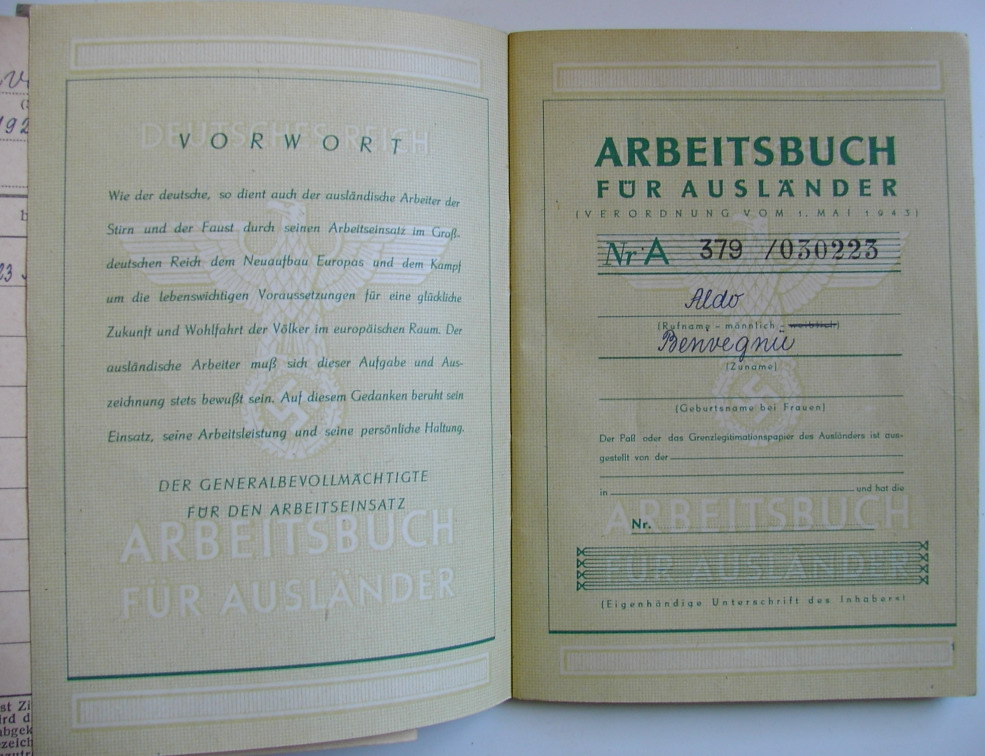 DEUTSCHES REICH
VORWORT
Wie der deutsche, so dient auch der ausländische Arbeiter der
Stirn und der Faust durch seinen Arbeitseinsatz im Groß-
deutschen Reich dem Neuaufbau Europas und dem Kampf
um die lebenswichtigen Voraussetzungen für eine glückliche
Zukunft und Wohlfahrt der Völker im europäischen Raum. Der
ausländische Arbeiter muß sich dieser Aufgabe und Aus-
zeichnung stets bewußt sein. Auf diesem Gedanken beruht sein
Einsatz, seine Arbeitsleistung und seine persönliche Haltung.
DER GENERALBEVOLLMÄCHTIGTE
FÜR DEN ARBEITSEINSATZ
ARBEITSBUCH
FÜR AUSLÄNDER
ARBEITSBUCH
FÜR AUSLÄNDER
(VERORDNUNG VOM 1. MAI 1943)
Nr A 379 /030223
Aldo
(Rufname – männlich – weiblich)
Benvegnü
(Zuname)
(Geburtsname bei Frauen)
Der Paß oder das Grenzlegitimationspapier des Ausländers ist aus-
gestellt von der
in und hat die
ARBEITSBUCH
Nr.
FÜR AUSLÄNDER
(Eigenhändige Unterschrift des Inhabers)
1